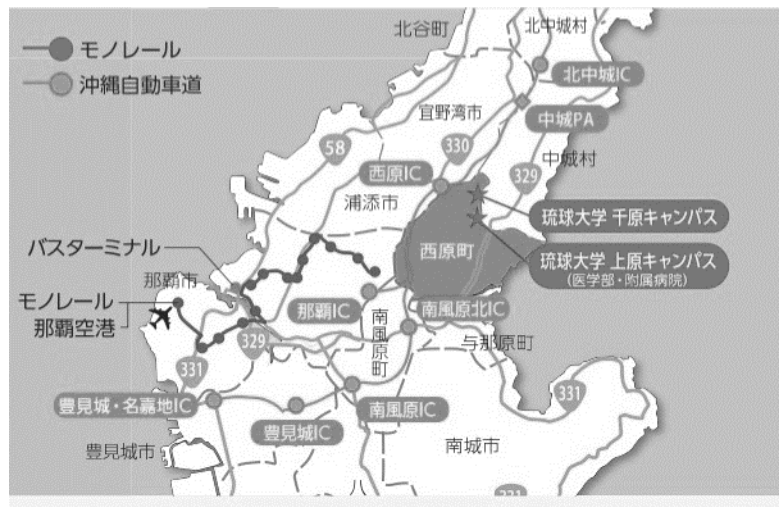 モノレール
沖縄自動車道
北谷町
北中城村
北中城IC
宜野湾市
中城PA
58
330
中城村
329
西原IC
浦添市
琉球大学 千原キャンパス
西原町
琉球大学 上原キャンパス
(医学部・附属病院)
バスターミナル
那覇市
モノレール
那覇空港
那覇IC
南風原北IC
南風原町
329
与那原町
331
331
豊見城・名嘉地IC
南風原IC
豊見城IC
豊見城市
南城市
331
八